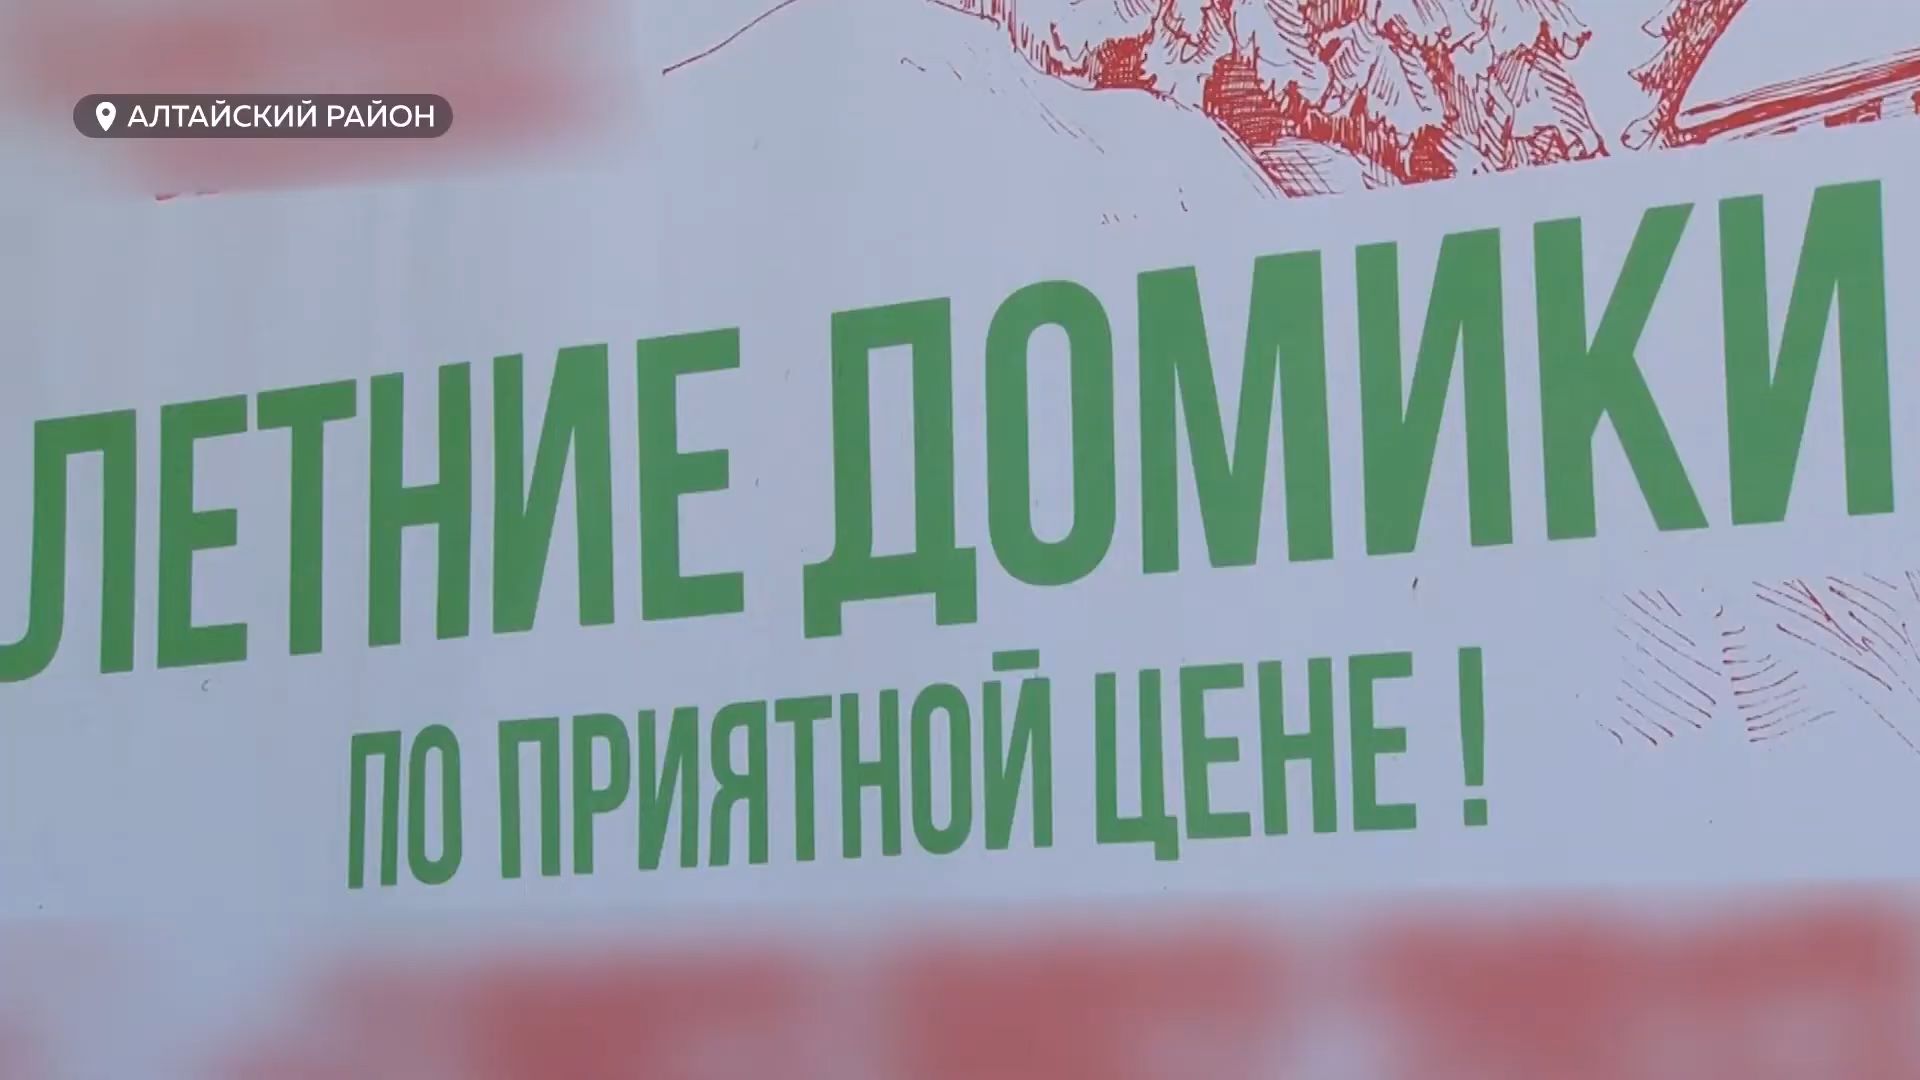 АЛТАЙСКИЙ РАЙОН
ЛЕТНИЕ ДОМИКИ
ПО ПРИЯТНОЙ ЦЕНЕ !